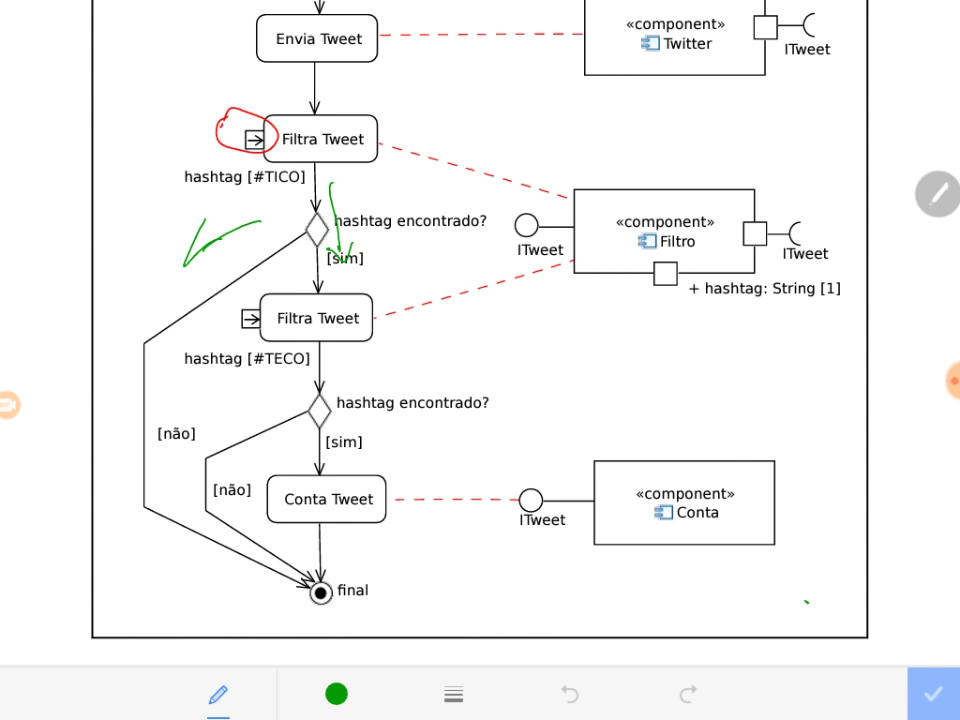 Envia Tweet
«component»
Twitter
ITweet
Filtra Tweet
hashtag [#TICO]
hashtag encontrado?
[sim]
«component»
Filtro
ITweet
ITweet
+ hashtag: String [1]
Filtra Tweet
hashtag [#TECO]
hashtag encontrado?
[não]
[sim]
[não]
Conta Tweet
«component»
Conta
ITweet
final